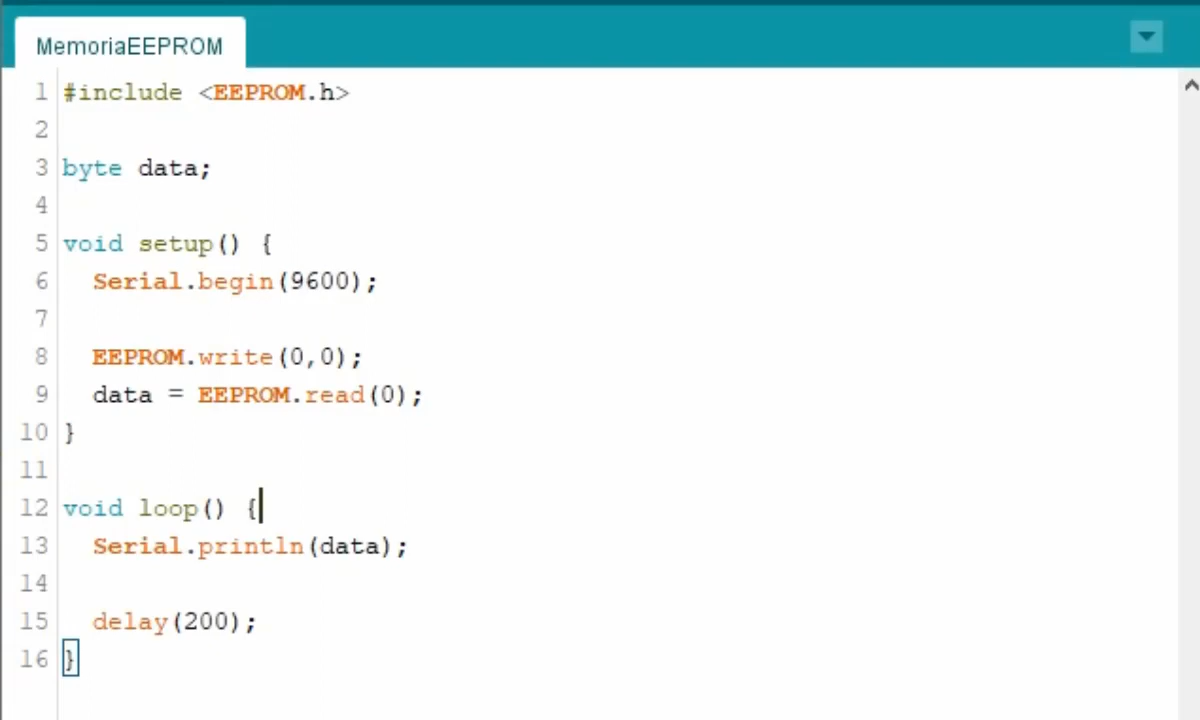 MemoriaEEPROM
1 #include <EEPROM.h>
2
3 byte data;
4
5 void setup() {
6   Serial.begin(9600);
7
8   EEPROM.write(0,0);
9   data = EEPROM.read(0);
10 }
11
12 void loop() {
13   Serial.println(data);
14
15   delay(200);
16 }